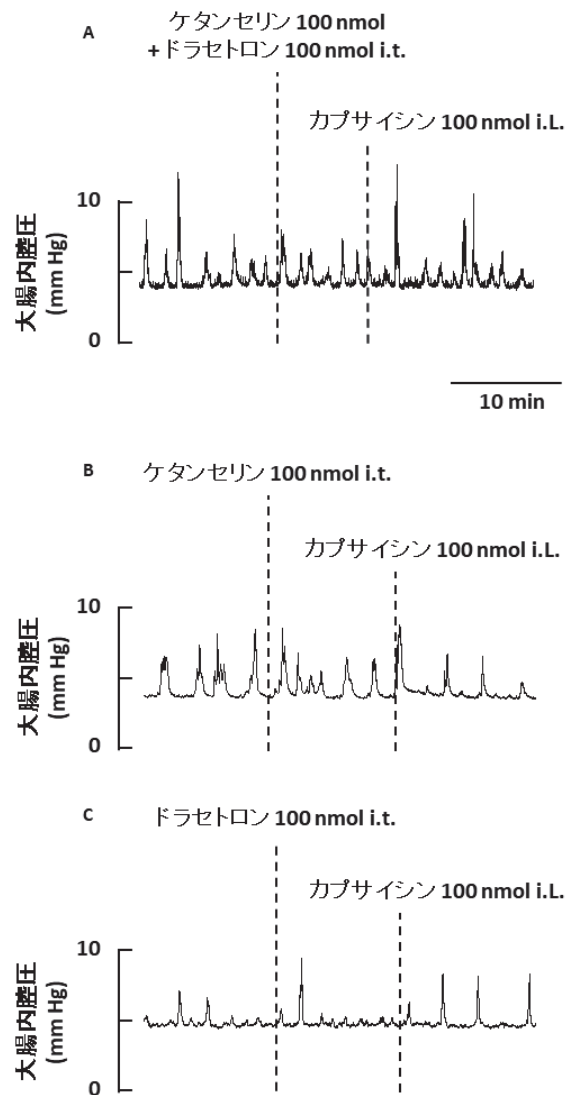 A
ケタンセリン 100 nmol
+ドラセトロン 100 nmol i.t.
カプサイシン 100 nmol i.L.
10
0
大腸内腔圧
(mm Hg)
10 min
B
ケタンセリン 100 nmol i.t.
カプサイシン 100 nmol i.L.
10
0
大腸内腔圧
(mm Hg)
C
ドラセトロン 100 nmol i.t.
カプサイシン 100 nmol i.L.
10
0
大腸内腔圧
(mm Hg)